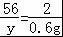 56/y = 2/0.6g